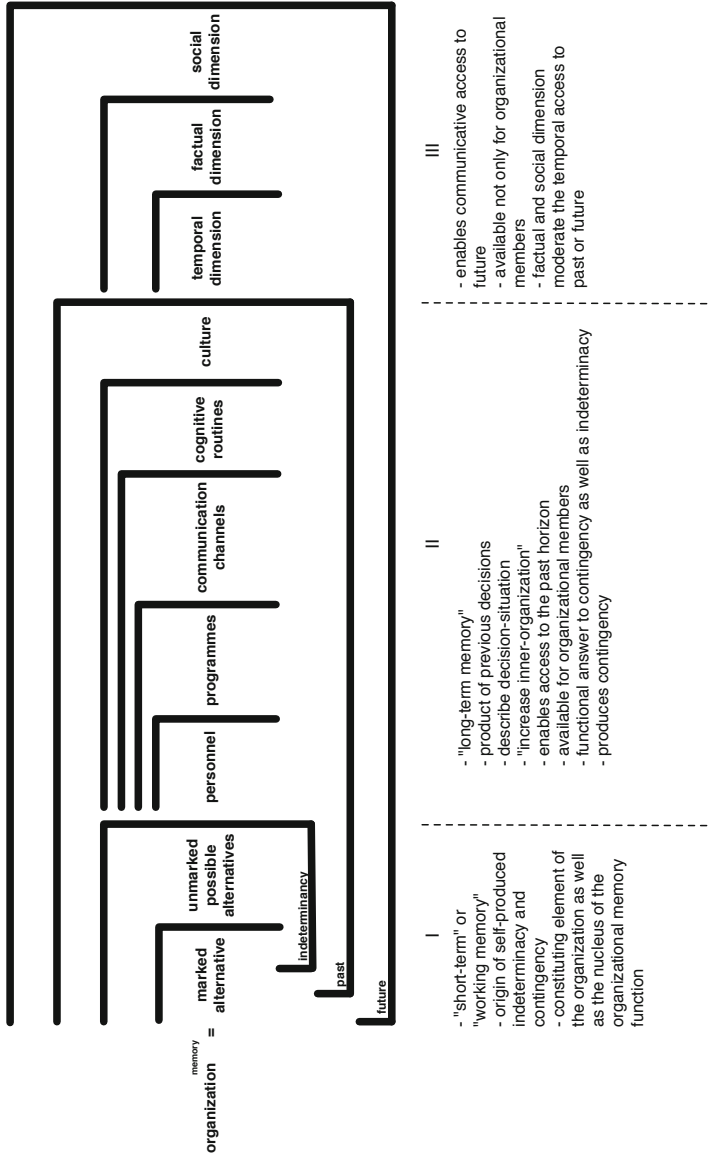 organization
memory
=
marked
alternative
unmarked
possible
alternatives
personnel
programmes
communication
channels
cognitive
routines
culture
temporal
dimension
factual
dimension
social
dimension
indeterminancy
past
future
I
- "short-term" or
"working memory"
- origin of self-produced
indeterminacy and
contingency
- constituting element of
the organization as well
as the nucleus of the
organizational memory
function
II
- "long-term memory"
- product of previous decisions
- describe decision-situation
- "increase inner-organization"
- enables access to the past horizon
- available for organizational members
- functional answer to contingency as well as indeterminacy
- produces contingency
III
- enables communicative access to
future
- available not only for organizational
members
- factual and social dimension
moderate the temporal access to
past or future